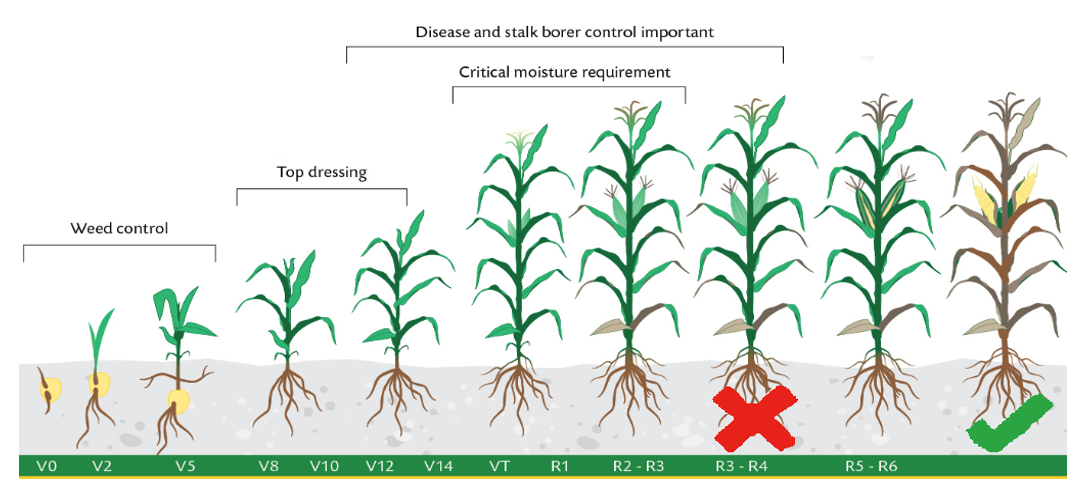 Disease and stalk borer control important
Critical moisture requirement
Top dressing
Weed control
V0 V2 V5 V8 V10 V12 V14 VT R1 R2 - R3 R3 - R4 R5 - R6